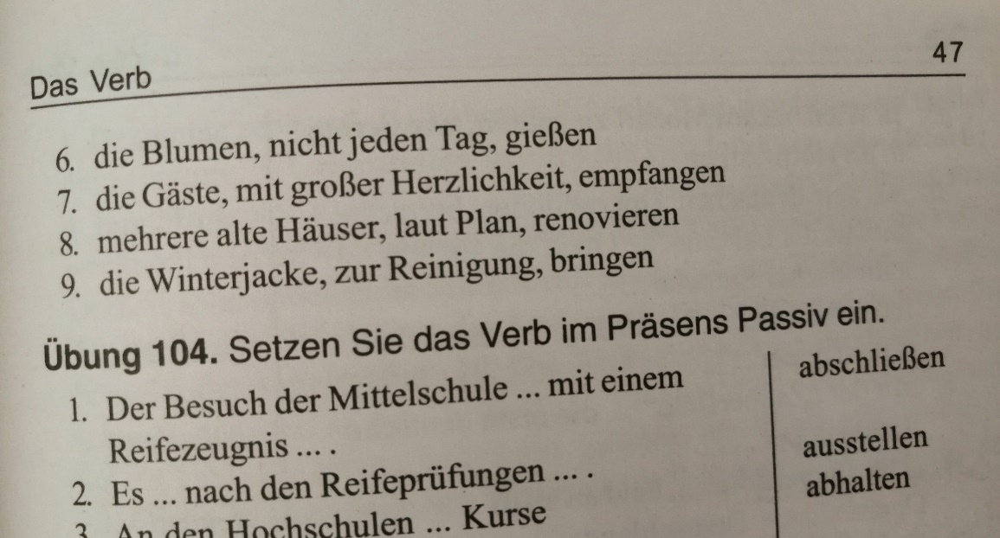 Das Verb 47
6. die Blumen, nicht jeden Tag, gießen
7. die Gäste, mit großer Herzlichkeit, empfangen
8. mehrere alte Häuser, laut Plan, renovieren
9. die Winterjacke, zur Reinigung, bringen
Übung 104. Setzen Sie das Verb im Präsens Passiv ein.
1. Der Besuch der Mittelschule ... mit einem abschließen
Reifezeugnis ... .
2. Es ... nach den Reifeprüfungen ... . ausstellen
3. An den Hochschulen ... Kurse abhalten